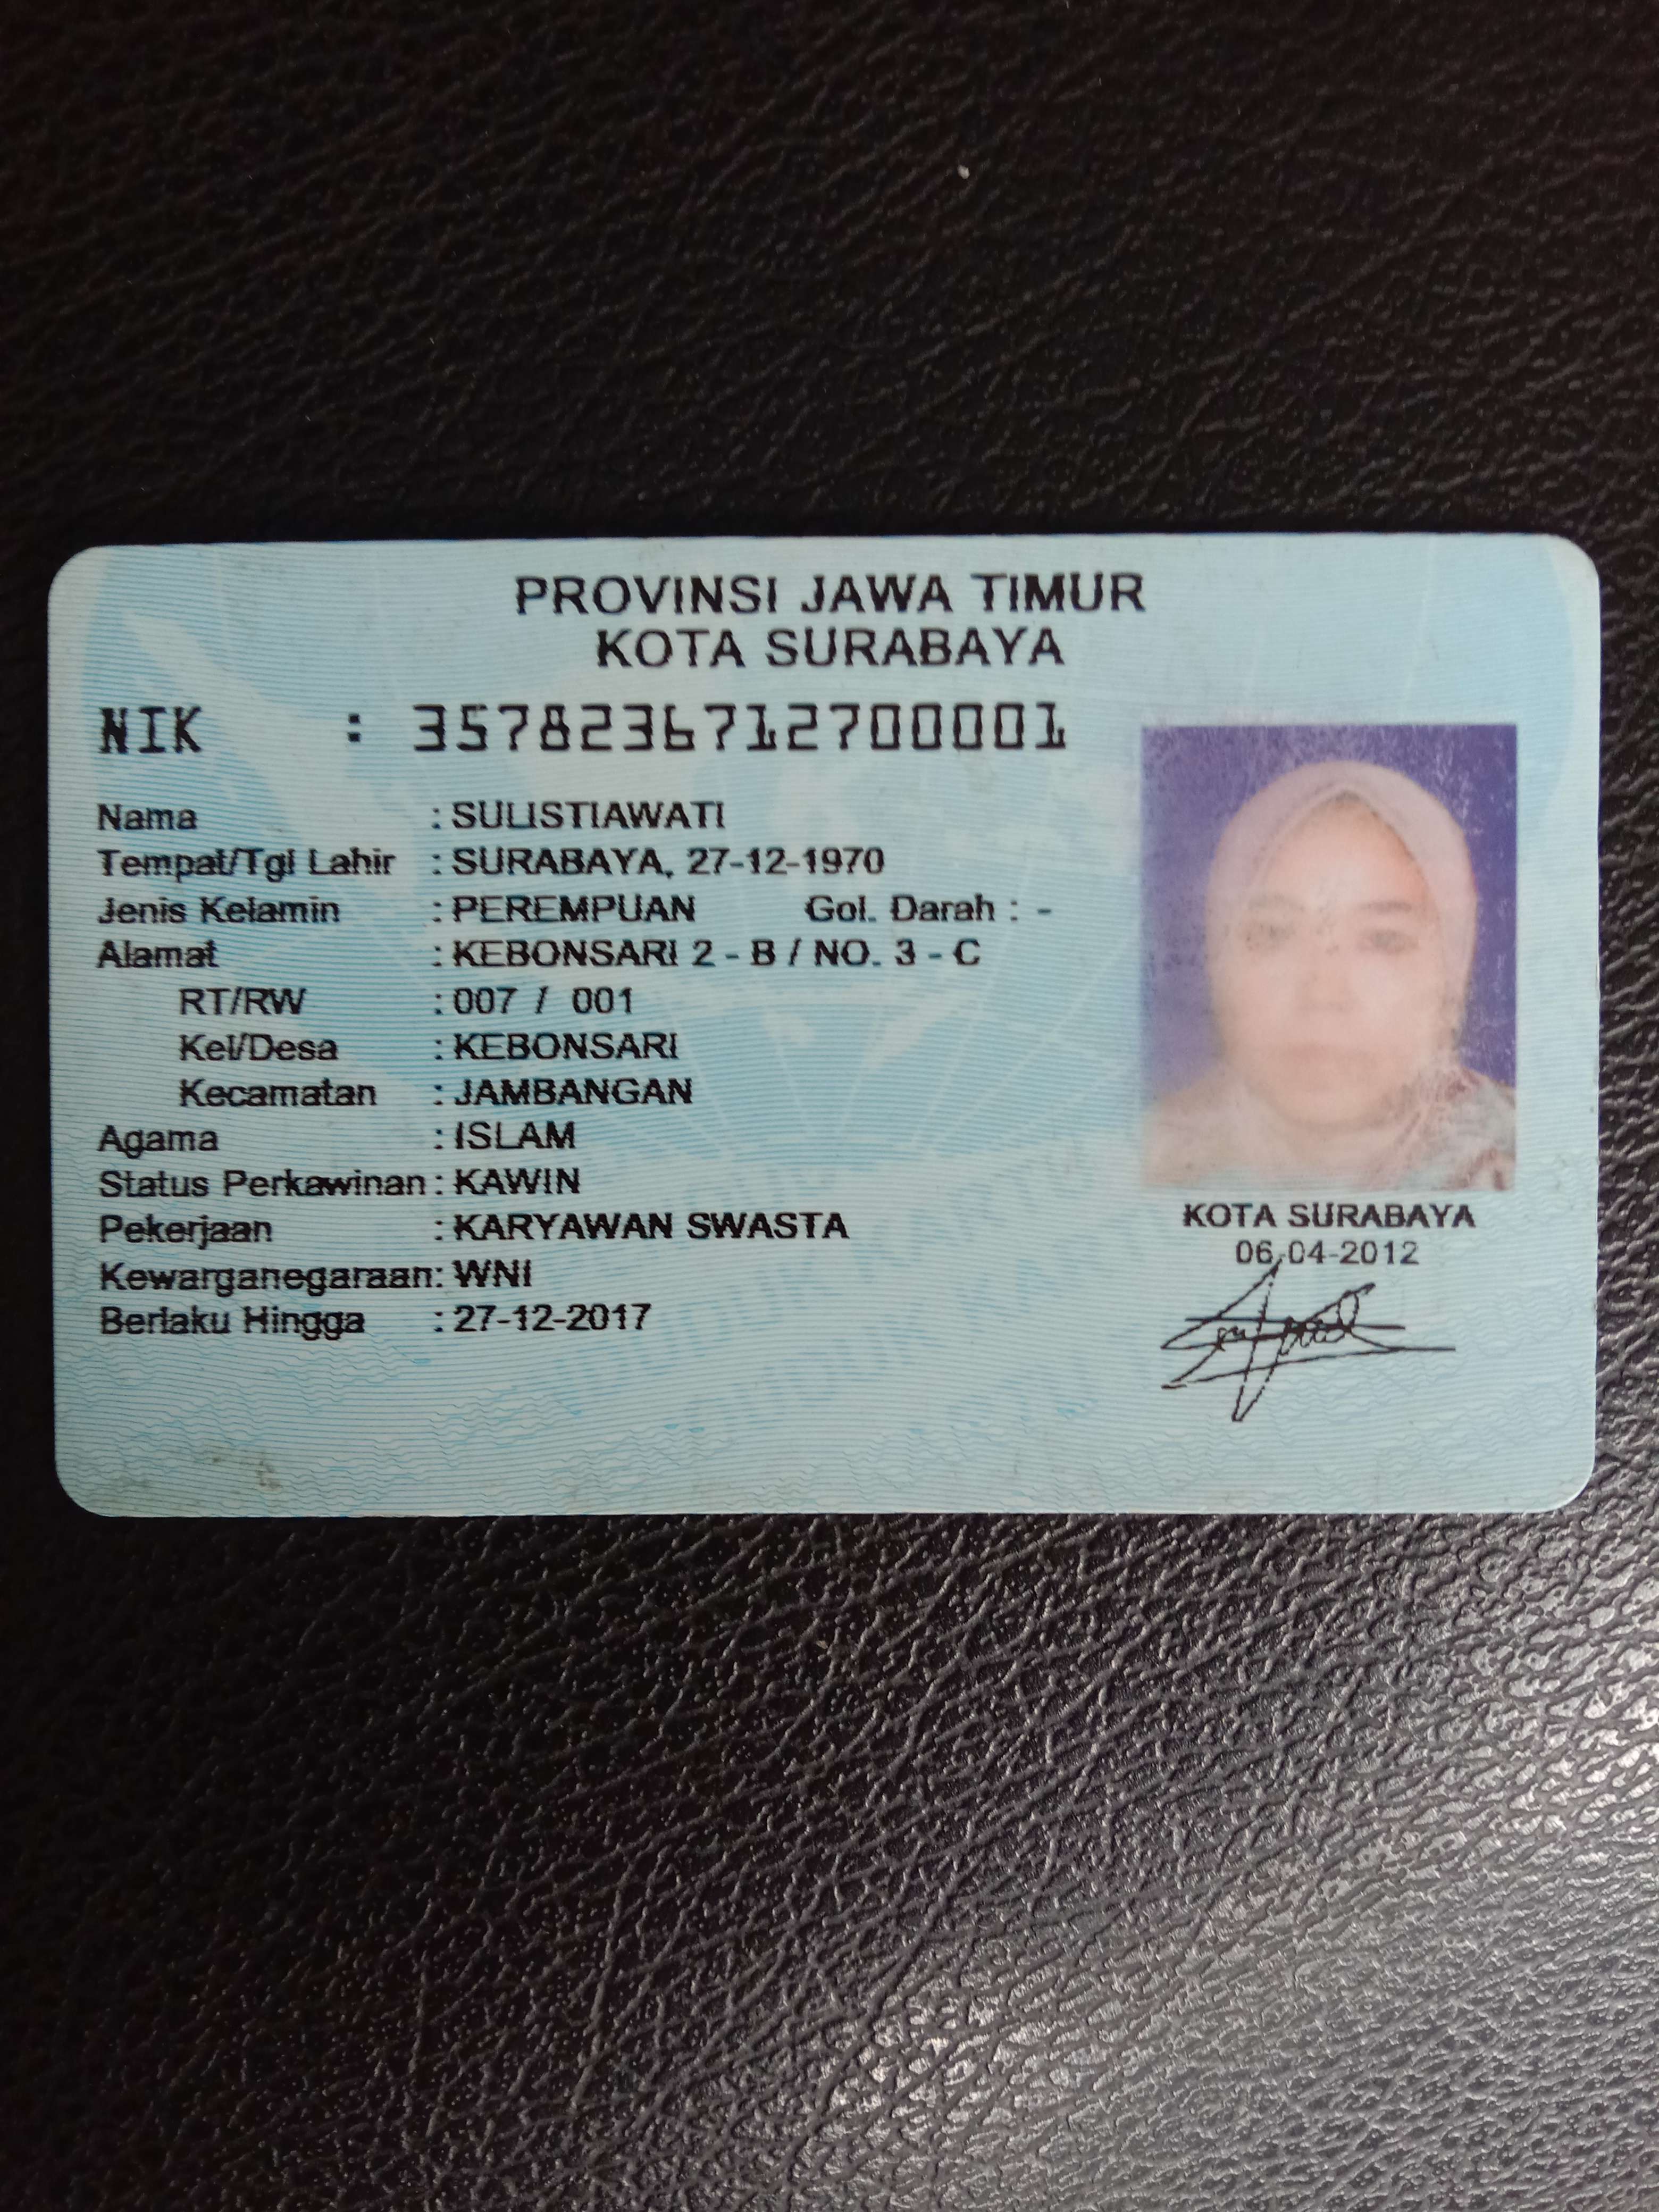 PROVINSI JAWA TIMUR
KOTA SURABAYA
NIK : 3578236712700001
Nama : SULISTIAWATI
Tempat/Tgl Lahir : SURABAYA, 27-12-1970
Jenis Kelamin : PEREMPUAN Gol. Darah : -
Alamat : KEBONSARI 2 - B / NO. 3 - C
RT/RW : 007 / 001
Kel/Desa : KEBONSARI
Kecamatan : JAMBANGAN
Agama : ISLAM
Status Perkawinan : KAWIN
Pekerjaan : KARYAWAN SWASTA
Kewarganegaraan: WNI
Berlaku Hingga : 27-12-2017
KOTA SURABAYA
06-04-2012